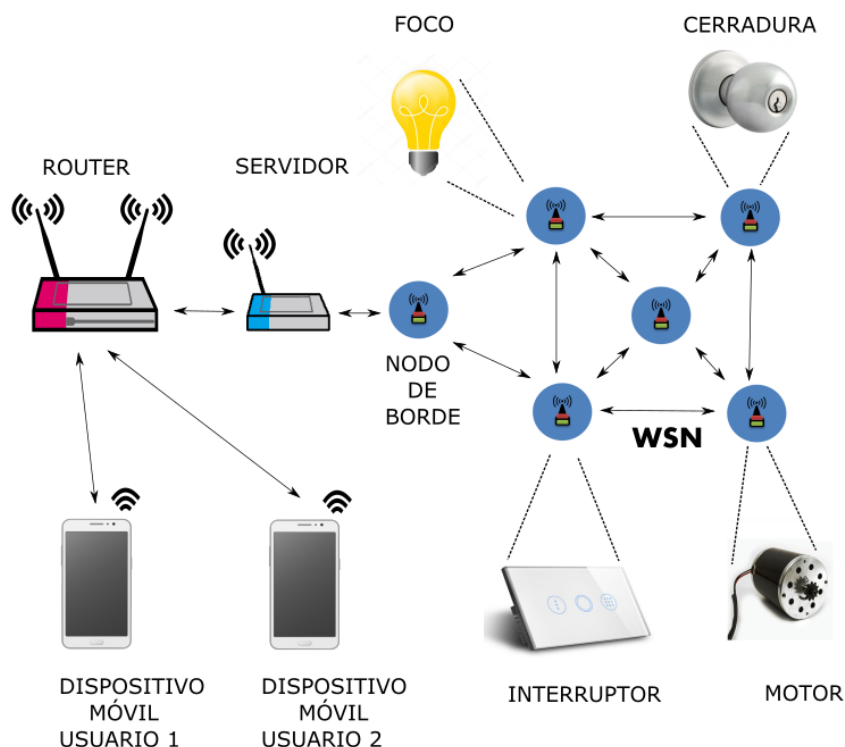 FOCO
CERRADURA
ROUTER
SERVIDOR
NODO
DE
BORDE
WSN
DISPOSITIVO
MÓVIL
USUARIO 1
DISPOSITIVO
MÓVIL
USUARIO 2
INTERRUPTOR
MOTOR